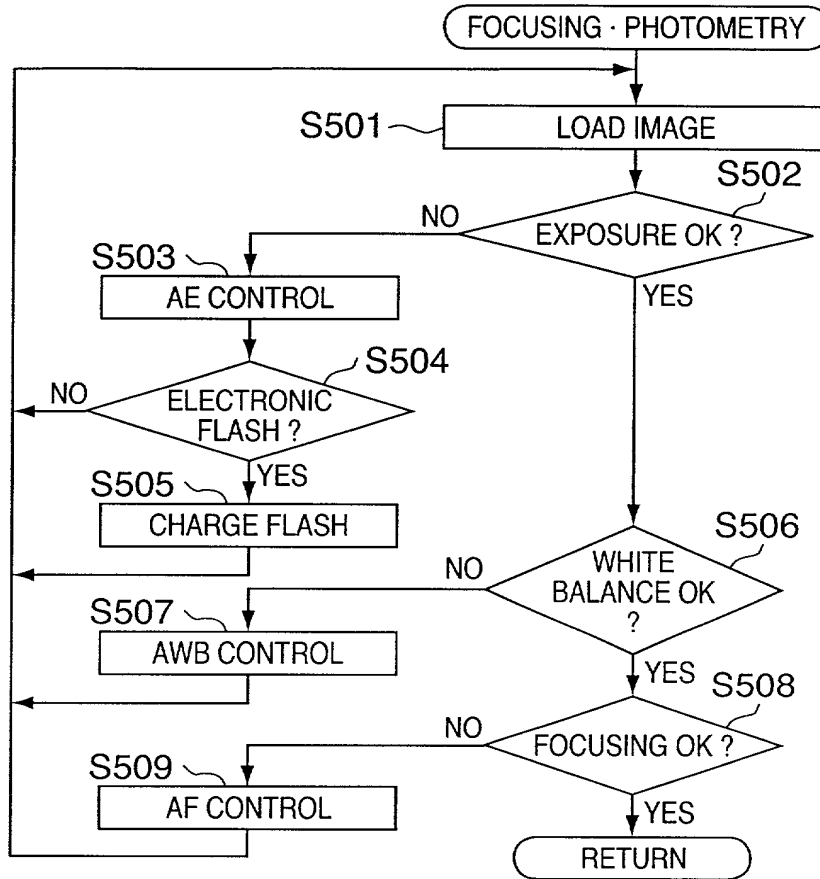 FOCUSING · PHOTOMETRY
S501
LOAD IMAGE
S502
EXPOSURE OK ?
NO
YES
S503
AE CONTROL
S504
ELECTRONIC
FLASH ?
NO
YES
S505
CHARGE FLASH
S506
WHITE
BALANCE OK
?
NO
YES
S507
AWB CONTROL
S508
FOCUSING OK ?
NO
YES
S509
AF CONTROL
RETURN